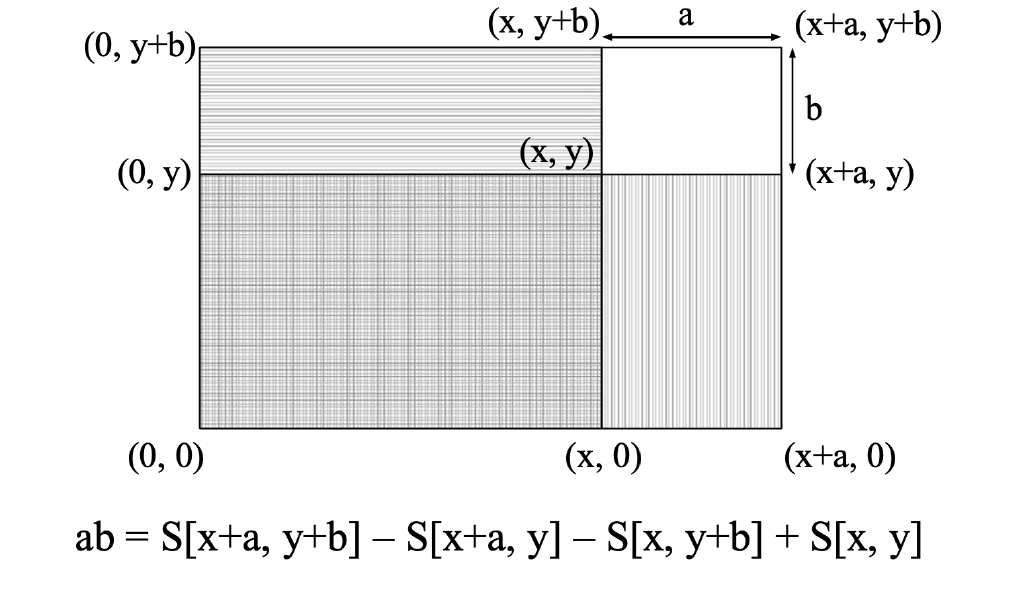 (x, y+b) a (x+a, y+b)
(0, y+b)
b
(x, y)
(0, y) (x+a, y)
(0, 0) (x, 0) (x+a, 0)
ab = S[x+a, y+b] – S[x+a, y] – S[x, y+b] + S[x, y]